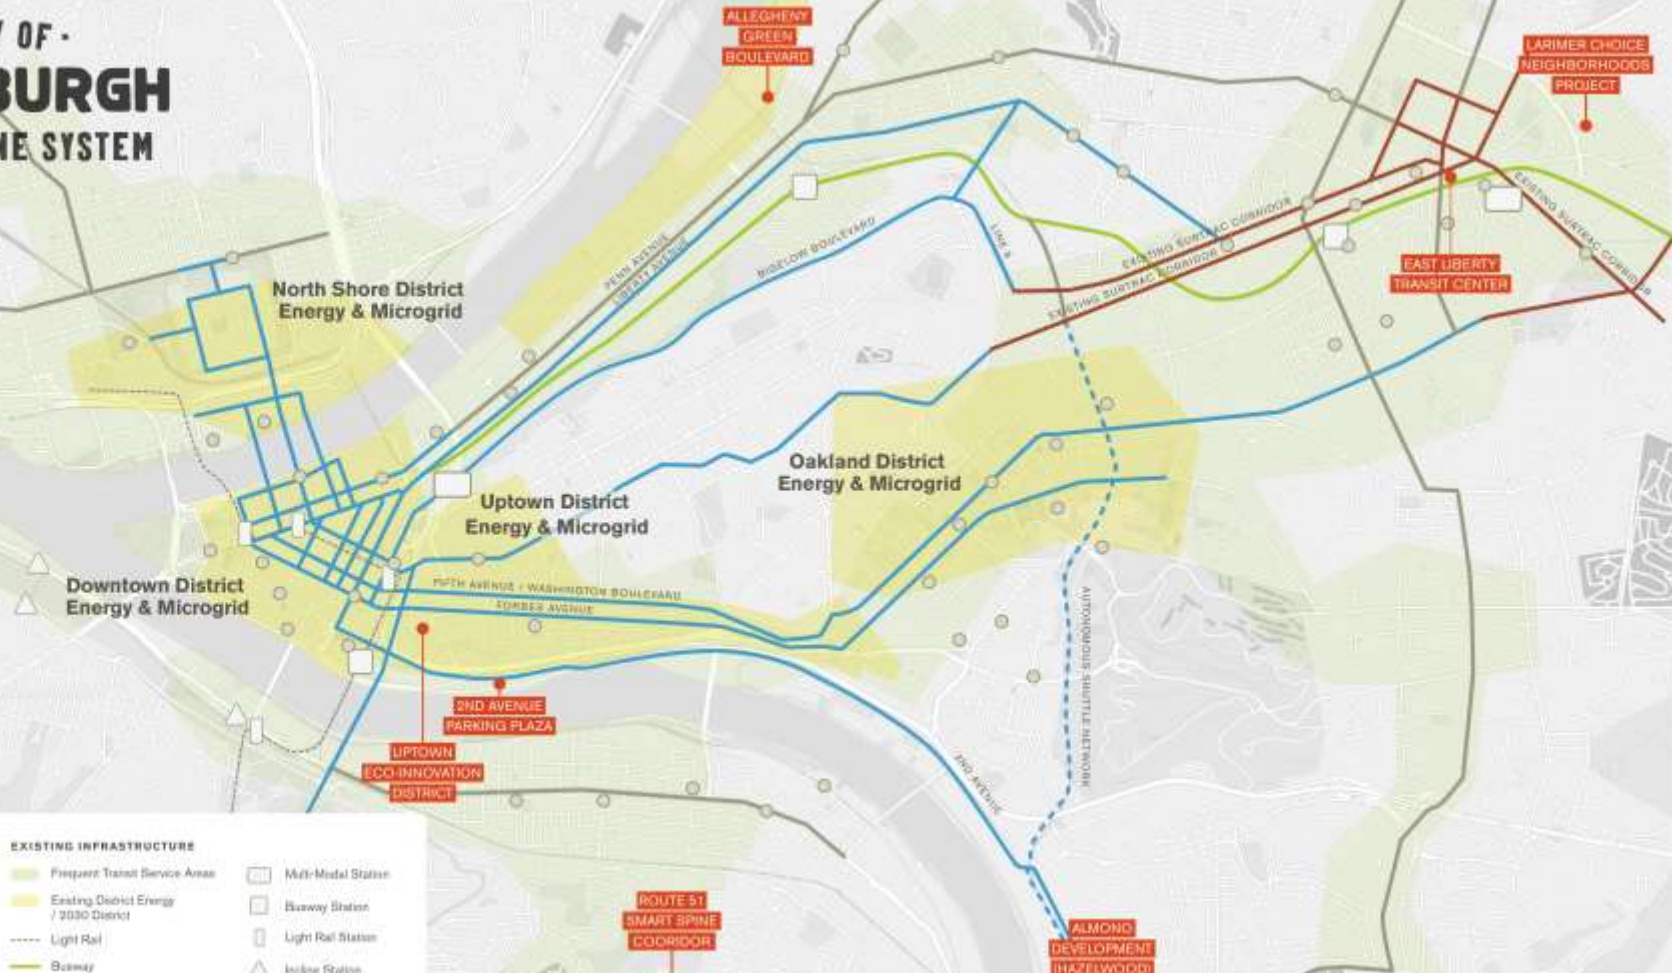 Y OF ·
BURGH
NE SYSTEM
ALLEGHENY
GREEN
BOULEVARD
LARIMER CHOICE
NEIGHBORHOODS
PROJECT
PENN AVENUE
LIBERTY AVENUE
BIGELOW BOULEVARD
EXISTING SURTRAC CORRIDOR
EXISTING SURTRAC CORRIDOR
EXISTING SURTRAC CORRIDOR
EAST LIBERTY
TRANSIT CENTER
North Shore District
Energy & Microgrid
Oakland District
Energy & Microgrid
Uptown District
Energy & Microgrid
Downtown District
Energy & Microgrid
FIFTH AVENUE / WASHINGTON BOULEVARD
FORBES AVENUE
AUTONOMOUS SHUTTLE NETWORK
2ND AVENUE
PARKING PLAZA
UPTOWN
ECO-INNOVATION
DISTRICT
2ND AVENUE
ROUTE 51
SMART SPINE
COORIDOR
ALMONO
DEVELOPMENT
(HAZELWOOD)
EXISTING INFRASTRUCTURE
Frequent Transit Service Areas
Existing District Energy
/ 2030 District
Light Rail
Busway
Multi-Modal Station
Busway Station
Light Rail Station
Incline Station